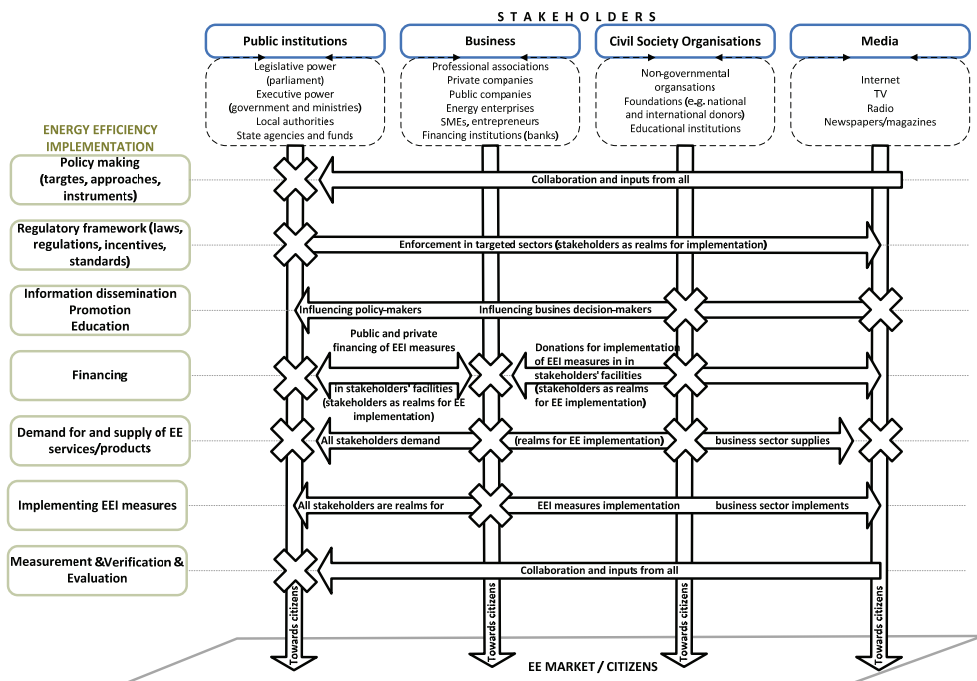 STAKEHOLDERS
Public institutions
Business
Civil Society Organisations
Media
Legislative power
(parliament)
Executive power
(government and ministries)
Local authorities
State agencies and funds
Professional associations
Private companies
Public companies
Energy enterprises
SMEs, entrepreneurs
Financing institutions (banks)
Non-governmental
organsations
Foundations (e.g. national
and international donors)
Educational institutions
Internet
TV
Radio
Newspapers/magazines
ENERGY EFFICIENCY
IMPLEMENTATION
Policy making
(targtes, approaches,
instruments)
Collaboration and inputs from all
Regulatory framework (laws,
regulations, incentives,
standards)
Enforcement in targeted sectors (stakeholders as realms for implementation)
Information dissemination
Promotion
Education
Influencing policy-makers
Influencing busines decision-makers
Financing
Public and private
financing of EEI measures
in stakeholders' facilities
(stakeholders as realms for EE
implementation)
Donations for implementation
of EEI measures in in
stakeholders' facilities
(stakeholders as realms
for EE implementation)
Demand for and supply of EE
services/products
All stakeholders demand
(realms for EE implementation)
business sector supplies
Implementing EEI measures
All stakeholders are realms for
EEI measures implementation
business sector implements
Measurement &Verification &
Evaluation
Collaboration and inputs from all
Towards citizens
Towards citizens
Towards citizens
Towards citizens
EE MARKET / CITIZENS